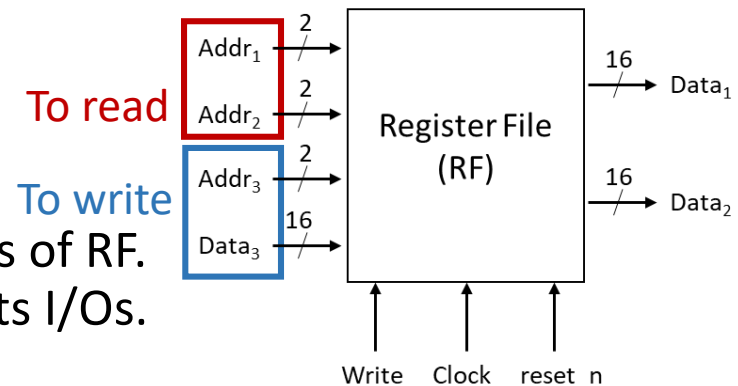 To read
To write
s of RF.
ts I/Os.
Addr₁
Addr₂
Addr₃
Data₃
2
2
2
16
Register File
(RF)
16
Data₁
16
Data₂
Write
Clock
reset n